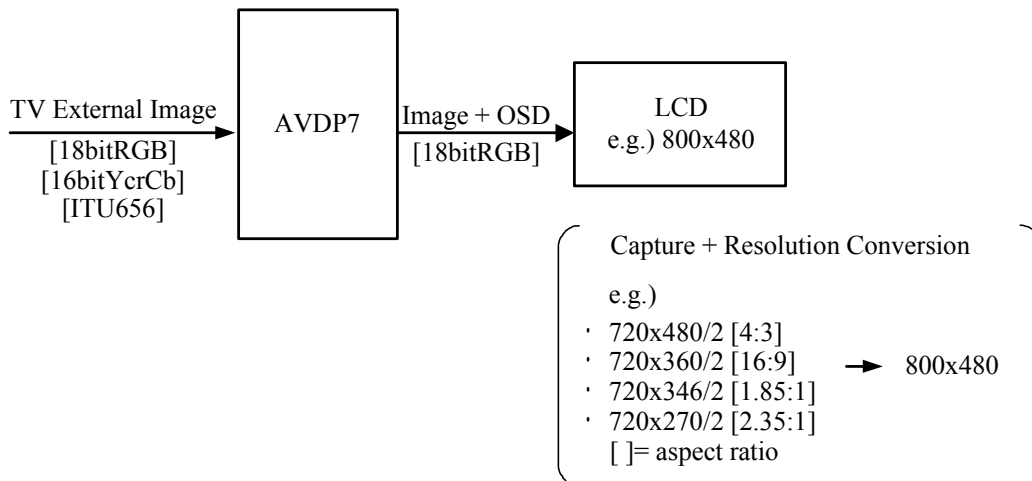 TV External Image
[18bitRGB]
[16bitYcrCb]
[ITU656]
AVDP7
Image + OSD
[18bitRGB]
LCD
e.g.) 800x480
Capture + Resolution Conversion
e.g.)
· 720x480/2 [4:3]
· 720x360/2 [16:9]
· 720x346/2 [1.85:1]
· 720x270/2 [2.35:1]
[ ]= aspect ratio
800x480